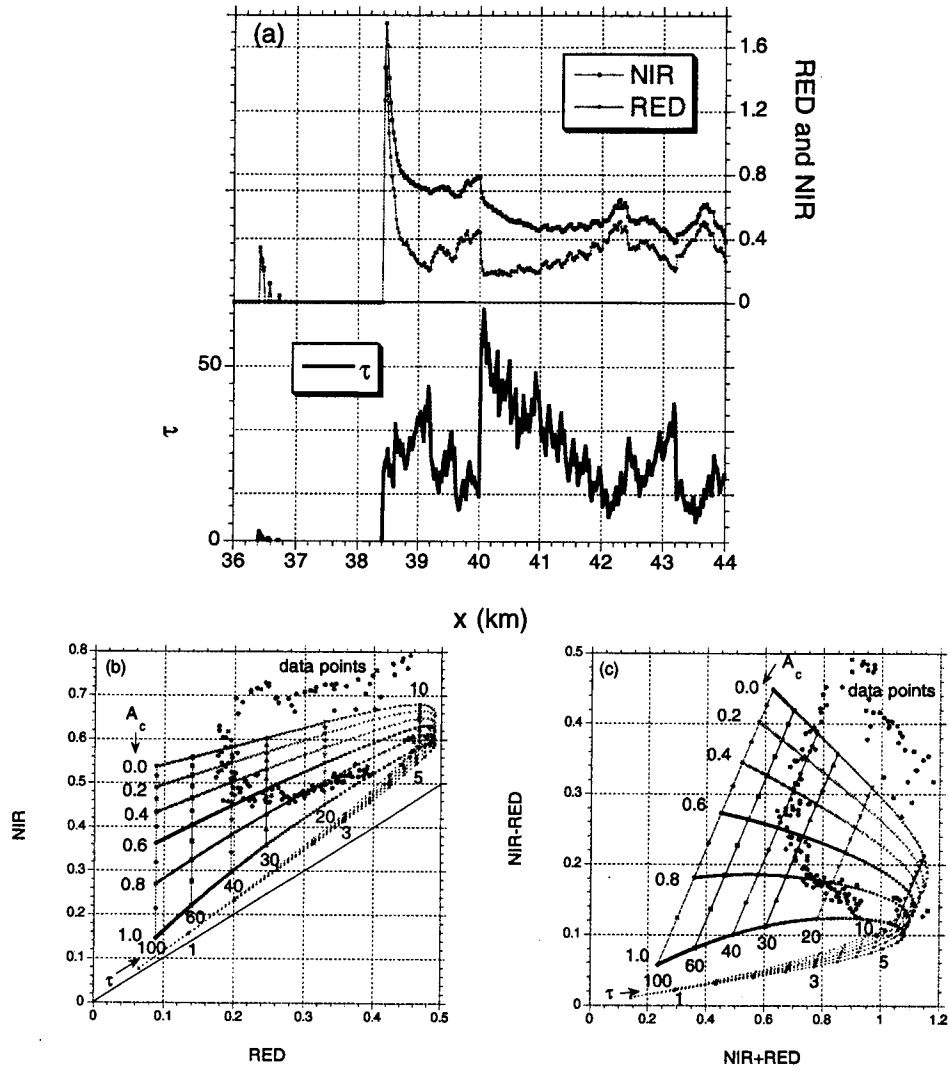 (a)
1.6
NIR
RED
1.2
0.8
0.4
0
RED and NIR
50
τ
τ
0
36 37 38 39 40 41 42 43 44
x (km)
(b)
data points
0.8
0.7
0.6
0.5
0.4
0.3
0.2
0.1
0
NIR
A_c
0.0
0.2
0.4
0.6
0.8
1.0
100
60
40
30
20
10
5
3
1
τ
0 0.1 0.2 0.3 0.4 0.5
RED
(c)
data points
0.5
0.4
0.3
0.2
0.1
0
NIR-RED
A_c
0.0
0.2
0.4
0.6
0.8
1.0
100
60
40
30
20
10
5
3
1
τ
0 0.2 0.4 0.6 0.8 1 1.2
NIR+RED